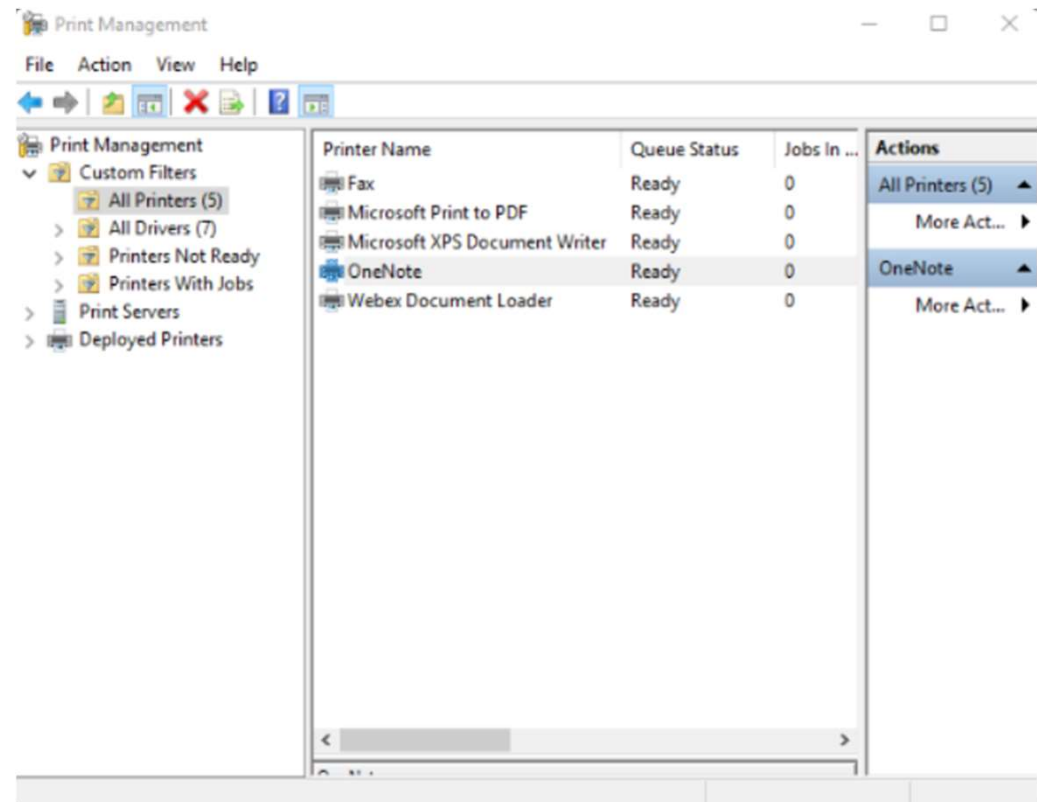 Print Management
File Action View Help
Print Management
Custom Filters
All Printers (5)
All Drivers (7)
Printers Not Ready
Printers With Jobs
Print Servers
Deployed Printers
Printer Name Queue Status Jobs In ...
Fax Ready 0
Microsoft Print to PDF Ready 0
Microsoft XPS Document Writer Ready 0
OneNote Ready 0
Webex Document Loader Ready 0
Actions
All Printers (5)
More Act...
OneNote
More Act...